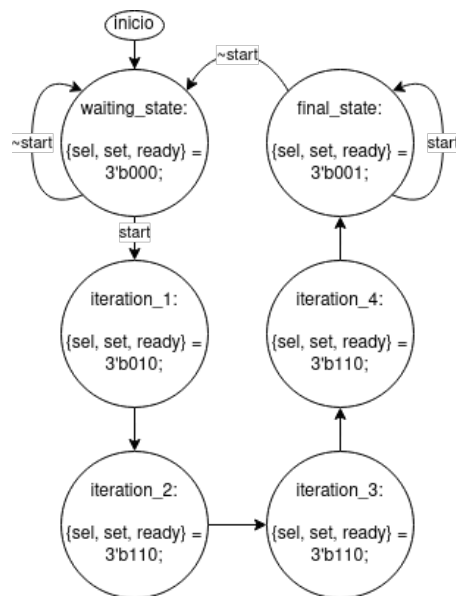 inicio
waiting_state:
{sel, set, ready} =
3'b000;
~start
start
iteration_1:
{sel, set, ready} =
3'b010;
iteration_2:
{sel, set, ready} =
3'b110;
iteration_3:
{sel, set, ready} =
3'b110;
iteration_4:
{sel, set, ready} =
3'b110;
final_state:
{sel, set, ready} =
3'b001;
start
~start